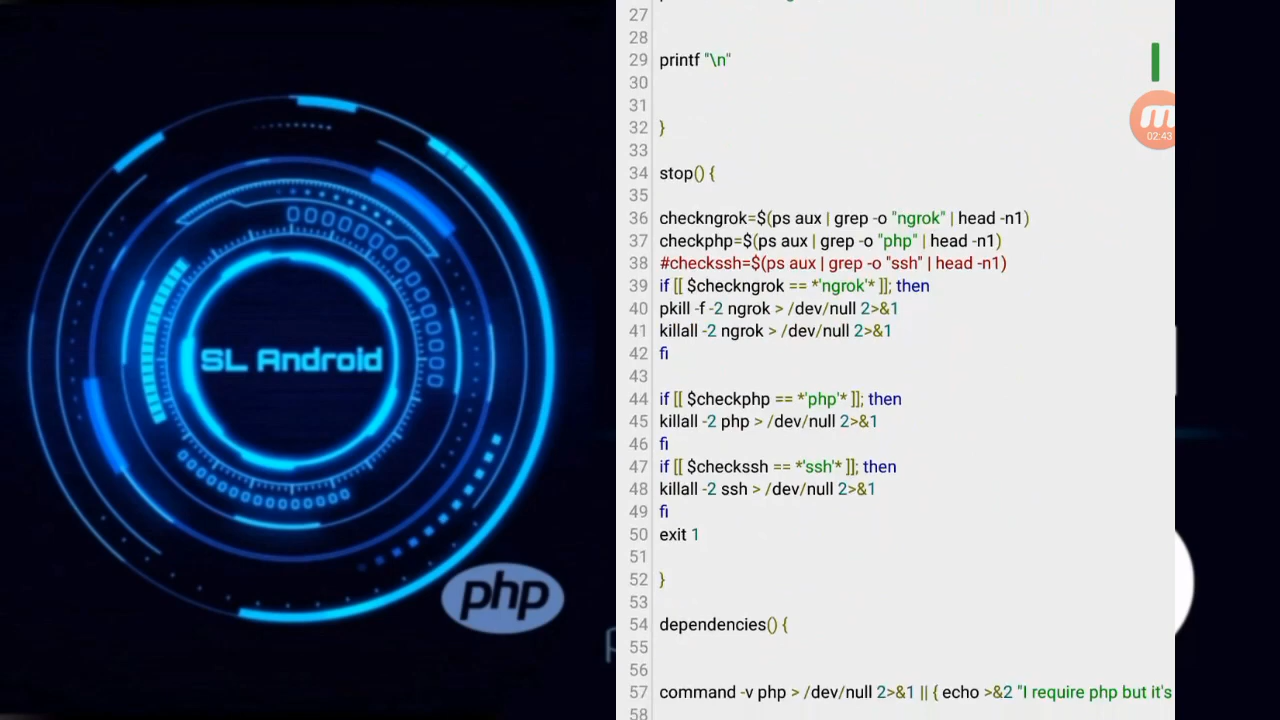 SL Android
php
27
28
29 printf "\n"
30
31
32 }
33
34 stop() {
35
36 checkngrok=$(ps aux | grep -o "ngrok" | head -n1)
37 checkphp=$(ps aux | grep -o "php" | head -n1)
38 #checkssh=$(ps aux | grep -o "ssh" | head -n1)
39 if [[ $checkngrok == *'ngrok'* ]]; then
40 pkill -f -2 ngrok > /dev/null 2>&1
41 killall -2 ngrok > /dev/null 2>&1
42 fi
43
44 if [[ $checkphp == *'php'* ]]; then
45 killall -2 php > /dev/null 2>&1
46 fi
47 if [[ $checkssh == *'ssh'* ]]; then
48 killall -2 ssh > /dev/null 2>&1
49 fi
50 exit 1
51
52 }
53
54 dependencies() {
55
56
57 command -v php > /dev/null 2>&1 || { echo >&2 "I require php but it's
58
02:43